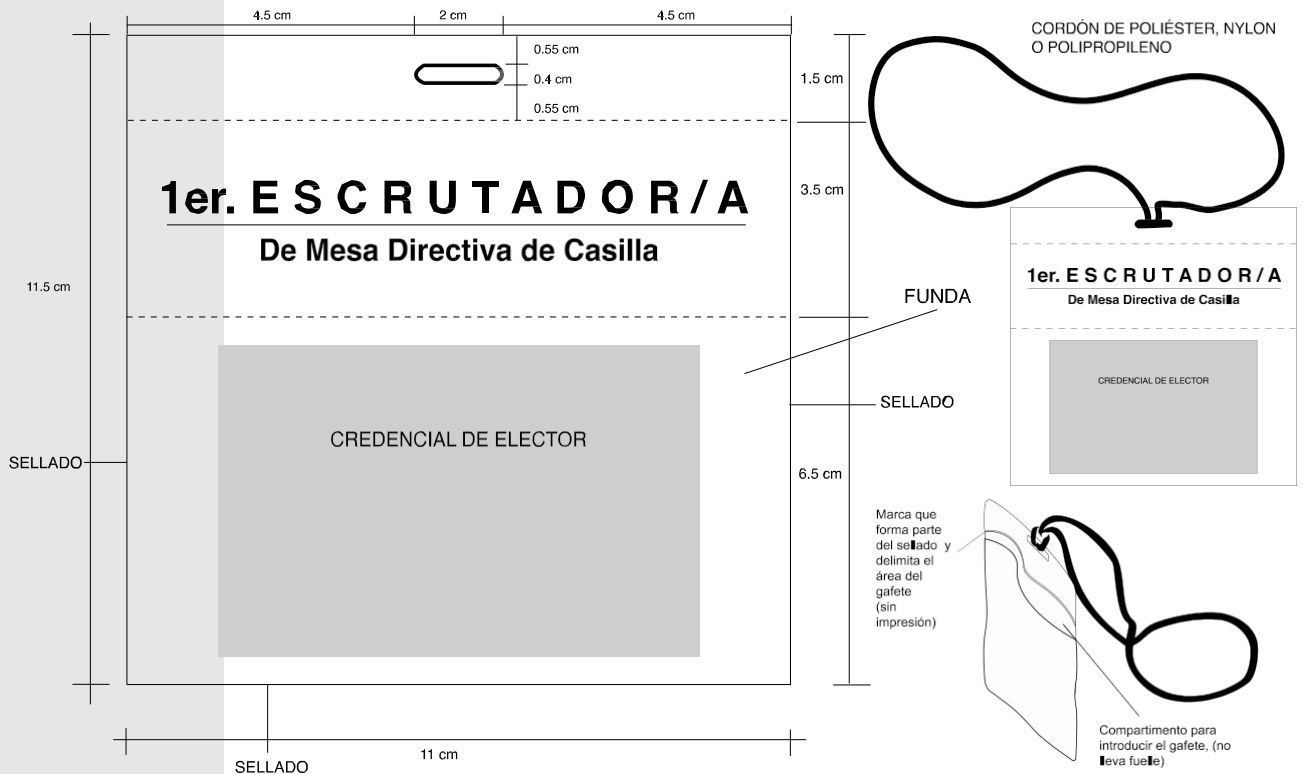 4.5 cm
2 cm
4.5 cm
0.55 cm
0.4 cm
0.55 cm
1.5 cm
CORDÓN DE POLIÉSTER, NYLON
O POLIPROPILENO
1er. ESCRUTADOR/A
De Mesa Directiva de Casilla
3.5 cm
11.5 cm
FUNDA
1er. ESCRUTADOR/A
De Mesa Directiva de Casilla
CREDENCIAL DE ELECTOR
SELLADO
CREDENCIAL DE ELECTOR
SELLADO
6.5 cm
Marca que
forma parte
del sellado y
delimita el
área del
gafete
(sin
impresión)
Compartimento para
introducir el gafete, (no
lleva fuelle)
11 cm
SELLADO